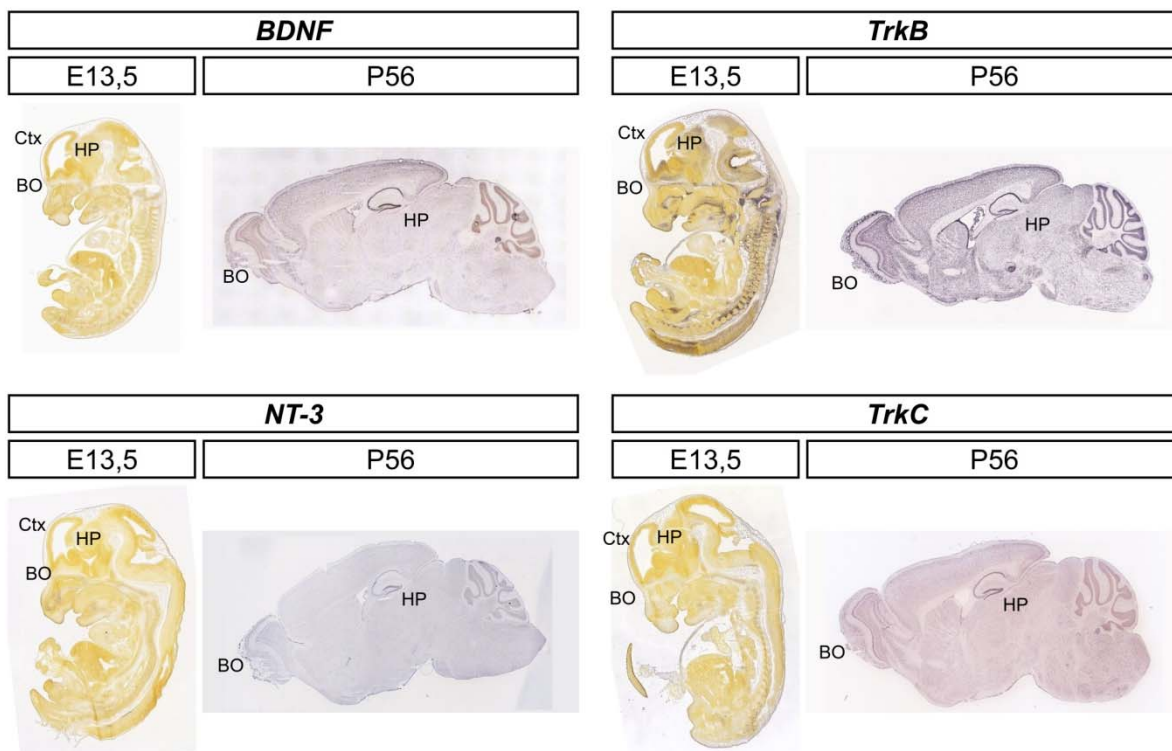 BDNF
E13,5 P56
Ctx
HP
BO
HP
BO
TrkB
E13,5 P56
Ctx
HP
BO
HP
BO
NT-3
E13,5 P56
Ctx
HP
BO
HP
BO
TrkC
E13,5 P56
Ctx
HP
BO
HP
BO